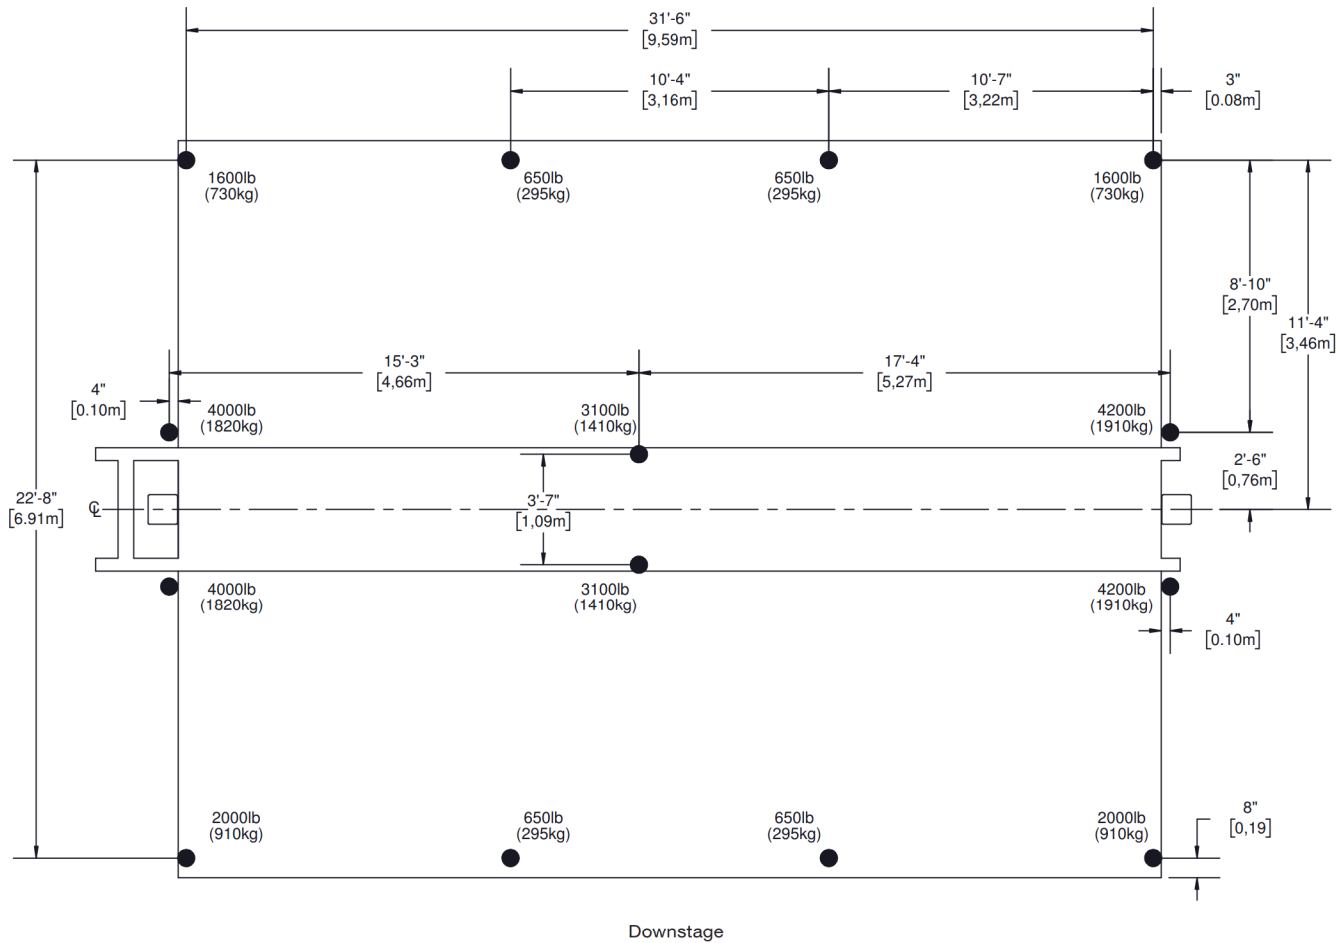 31'-6"
[9,59m]
10'-4"
[3,16m]
10'-7"
[3,22m]
3"
[0.08m]
1600lb
(730kg)
650lb
(295kg)
650lb
(295kg)
1600lb
(730kg)
8'-10"
[2,70m]
11'-4"
[3,46m]
15'-3"
[4,66m]
17'-4"
[5,27m]
4"
[0.10m]
4000lb
(1820kg)
3100lb
(1410kg)
4200lb
(1910kg)
2'-6"
[0,76m]
22'-8"
[6.91m]
℄
3'-7"
[1,09m]
4000lb
(1820kg)
3100lb
(1410kg)
4200lb
(1910kg)
4"
[0.10m]
2000lb
(910kg)
650lb
(295kg)
650lb
(295kg)
2000lb
(910kg)
8"
[0,19]
Downstage